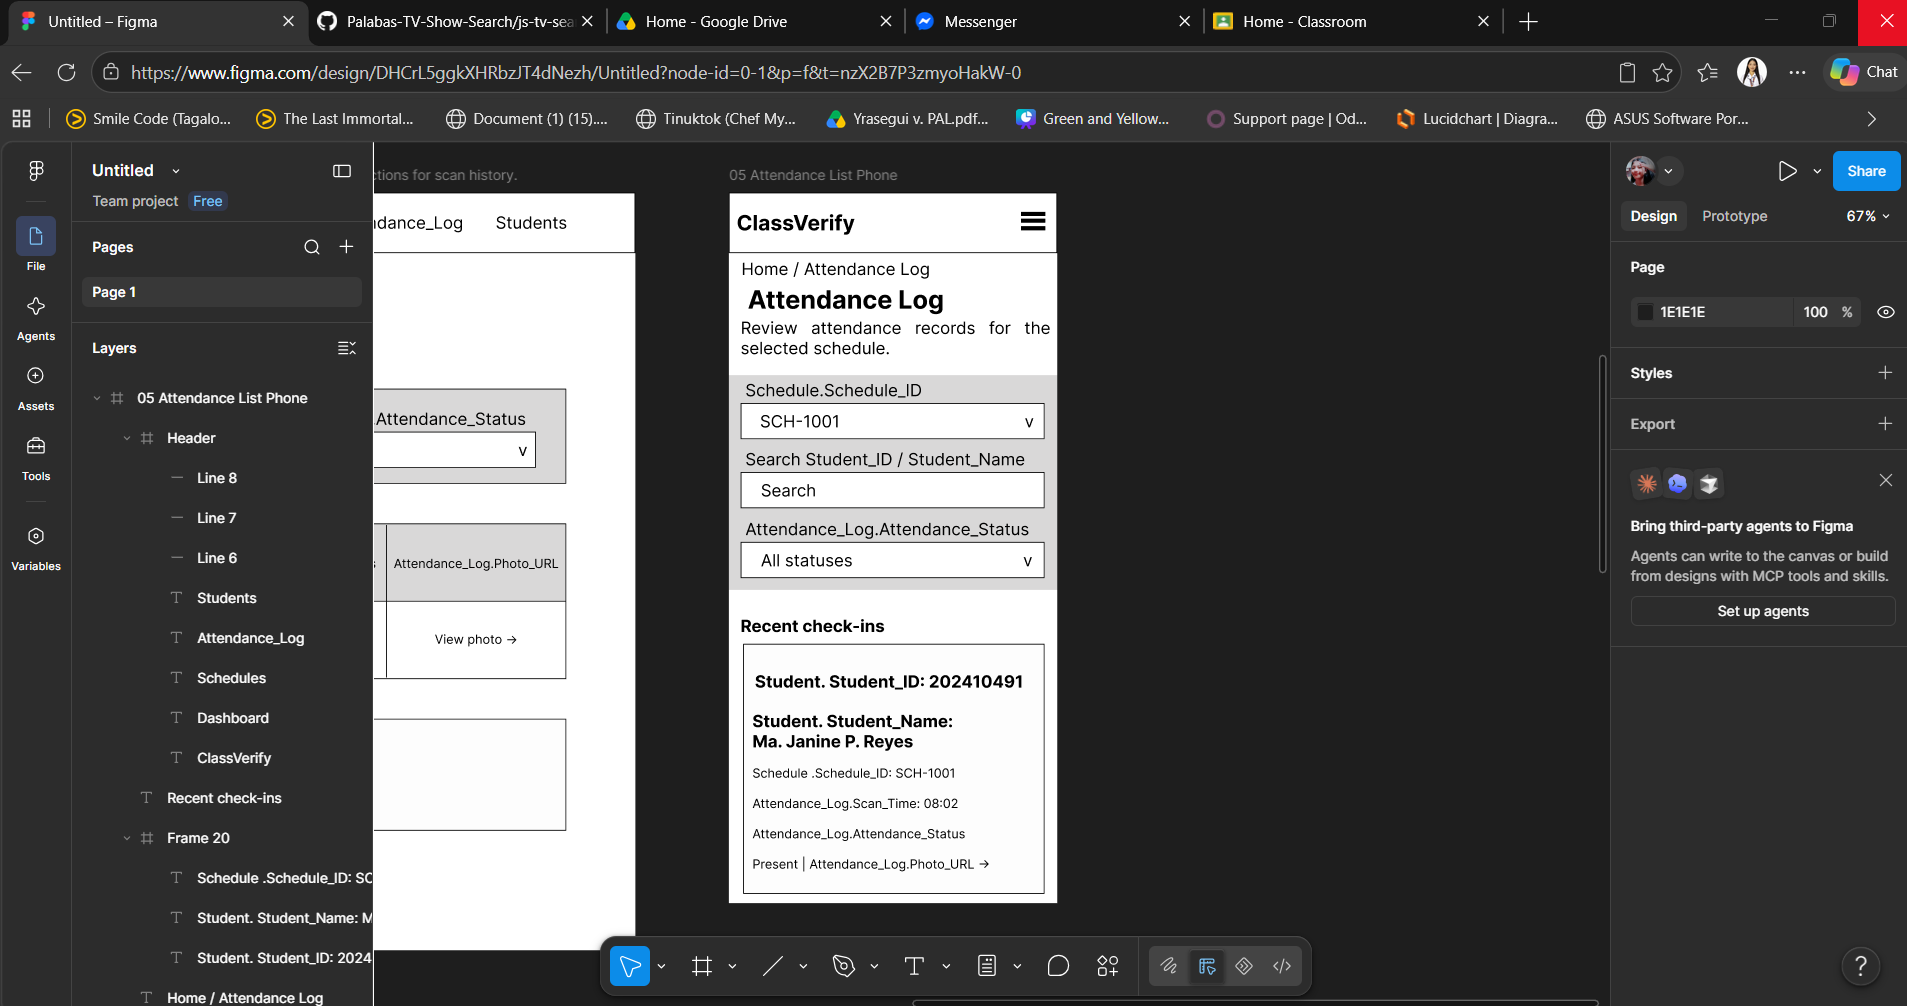 Untitled – Figma
Palabas-TV-Show-Search/js-tv-sea
Home - Google Drive
Messenger
Home - Classroom
https://www.figma.com/design/DHCrL5ggkXHRbzJT4dNezh/Untitled?node-id=0-1&p=f&t=nzX2B7P3zmyoHakW-0
Chat
Smile Code (Tagalo...
The Last Immortal...
Document (1) (15)....
Tinuktok (Chef My...
Yrasegui v. PAL.pdf...
Green and Yellow...
Support page | Od...
Lucidchart | Diagra...
ASUS Software Por...
File
Agents
Assets
Tools
Variables
Untitled
Team project Free
Pages
Page 1
Layers
05 Attendance List Phone
Header
Line 8
Line 7
Line 6
Students
Attendance_Log
Schedules
Dashboard
ClassVerify
Recent check-ins
Frame 20
Schedule .Schedule_ID: SC
Student. Student_Name: M
Student. Student_ID: 2024
Home / Attendance Log
ctions for scan history.
ndance_Log Students
.Attendance_Status
v
s
Attendance_Log.Photo_URL
View photo →
05 Attendance List Phone
ClassVerify
Home / Attendance Log
Attendance Log
Review attendance records for the
selected schedule.
Schedule.Schedule_ID
SCH-1001 v
Search Student_ID / Student_Name
Search
Attendance_Log.Attendance_Status
All statuses v
Recent check-ins
Student. Student_ID: 202410491
Student. Student_Name:
Ma. Janine P. Reyes
Schedule .Schedule_ID: SCH-1001
Attendance_Log.Scan_Time: 08:02
Attendance_Log.Attendance_Status
Present | Attendance_Log.Photo_URL →
Share
Design Prototype 67%
Page
1E1E1E 100 %
Styles
Export
Bring third-party agents to Figma
Agents can write to the canvas or build
from designs with MCP tools and skills.
Set up agents
?